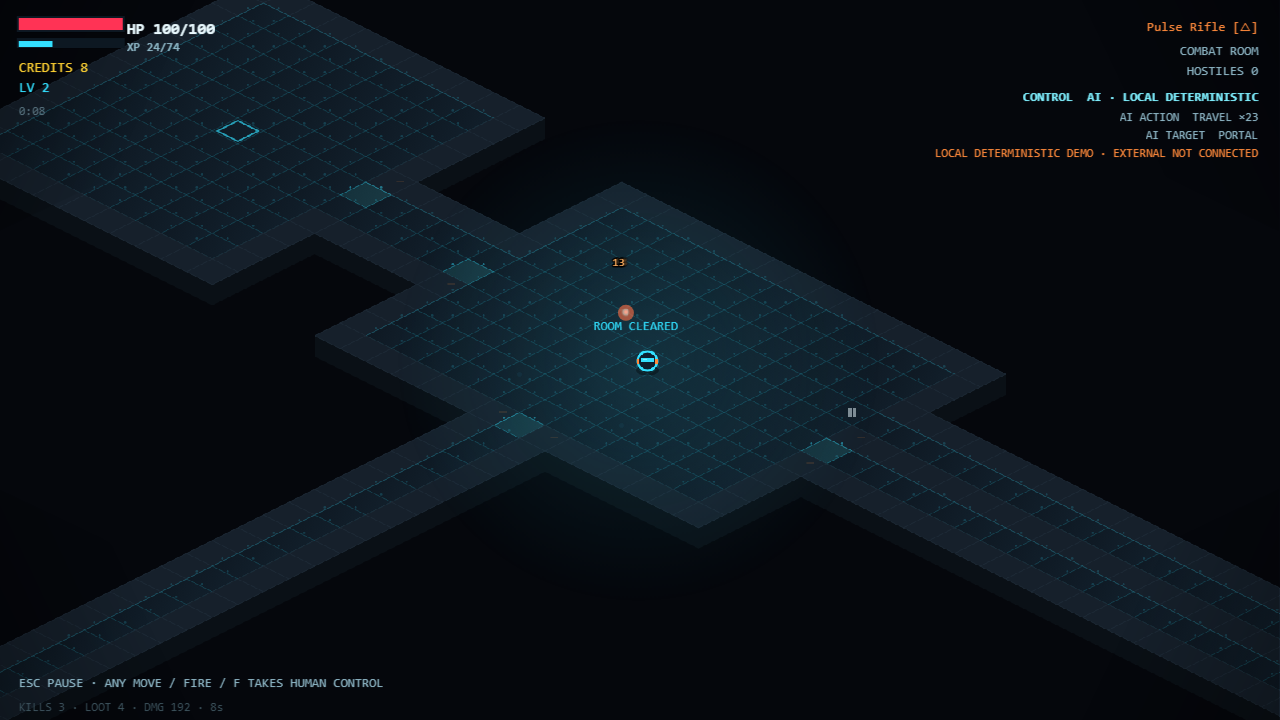 HP 100/100
XP 24/74
CREDITS 8
LV 2
0:08
Pulse Rifle [△]
COMBAT ROOM
HOSTILES 0
CONTROL AI · LOCAL DETERMINISTIC
AI ACTION TRAVEL ×23
AI TARGET PORTAL
LOCAL DETERMINISTIC DEMO · EXTERNAL NOT CONNECTED
13
ROOM CLEARED
ESC PAUSE · ANY MOVE / FIRE / F TAKES HUMAN CONTROL
KILLS 3 · LOOT 4 · DMG 192 · 8s